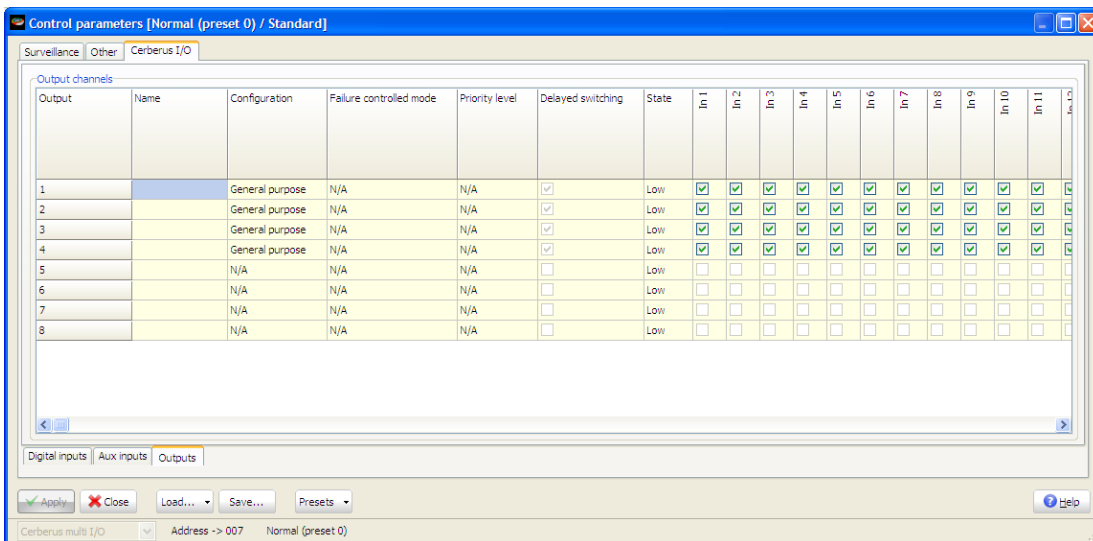 Control parameters [Normal (preset 0) / Standard]
Surveillance Other Cerberus I/O
Output channels
Output Name Configuration Failure controlled mode Priority level Delayed switching State In 1 In 2 In 3 In 4 In 5 In 6 In 7 In 8 In 9 In 10 In 11
1 General purpose N/A N/A Low
2 General purpose N/A N/A Low
3 General purpose N/A N/A Low
4 General purpose N/A N/A Low
5 N/A N/A N/A Low
6 N/A N/A N/A Low
7 N/A N/A N/A Low
8 N/A N/A N/A Low
Digital inputs Aux inputs Outputs
Apply Close Load... Save... Presets Help
Cerberus multi I/O Address -> 007 Normal (preset 0)